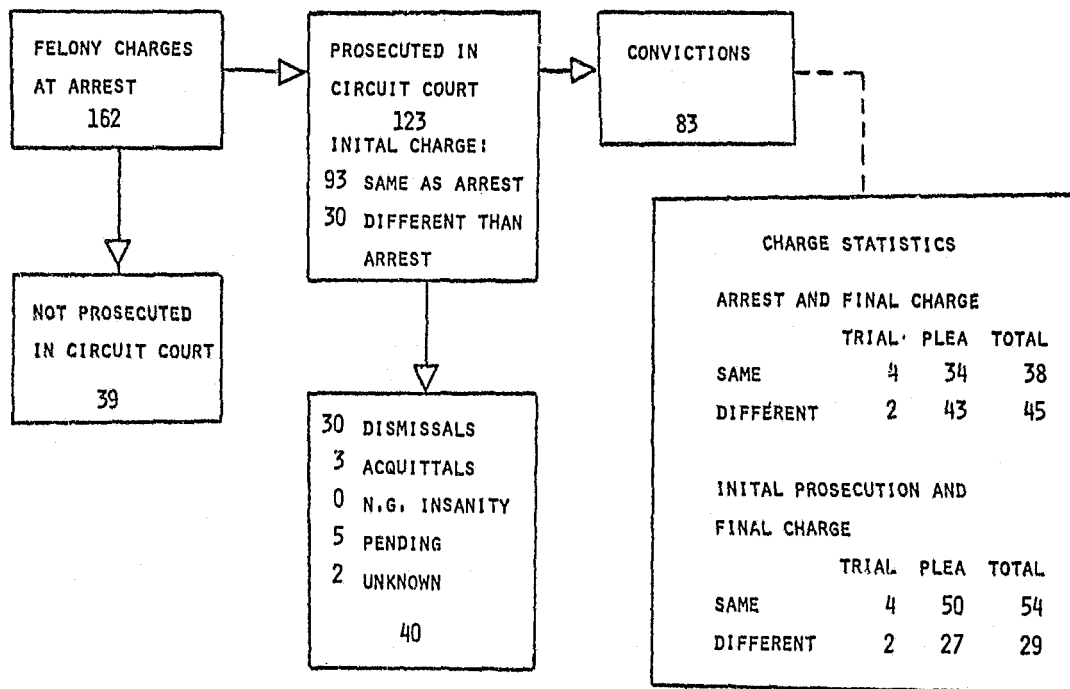 FELONY CHARGES
AT ARREST
162
PROSECUTED IN
CIRCUIT COURT
123
INITAL CHARGE:
93 SAME AS ARREST
30 DIFFERENT THAN
ARREST
CONVICTIONS
83
NOT PROSECUTED
IN CIRCUIT COURT
39
30 DISMISSALS
3 ACQUITTALS
0 N.G. INSANITY
5 PENDING
2 UNKNOWN
40
CHARGE STATISTICS
ARREST AND FINAL CHARGE
TRIAL PLEA TOTAL
SAME 4 34 38
DIFFERENT 2 43 45
INITAL PROSECUTION AND
FINAL CHARGE
TRIAL PLEA TOTAL
SAME 4 50 54
DIFFERENT 2 27 29